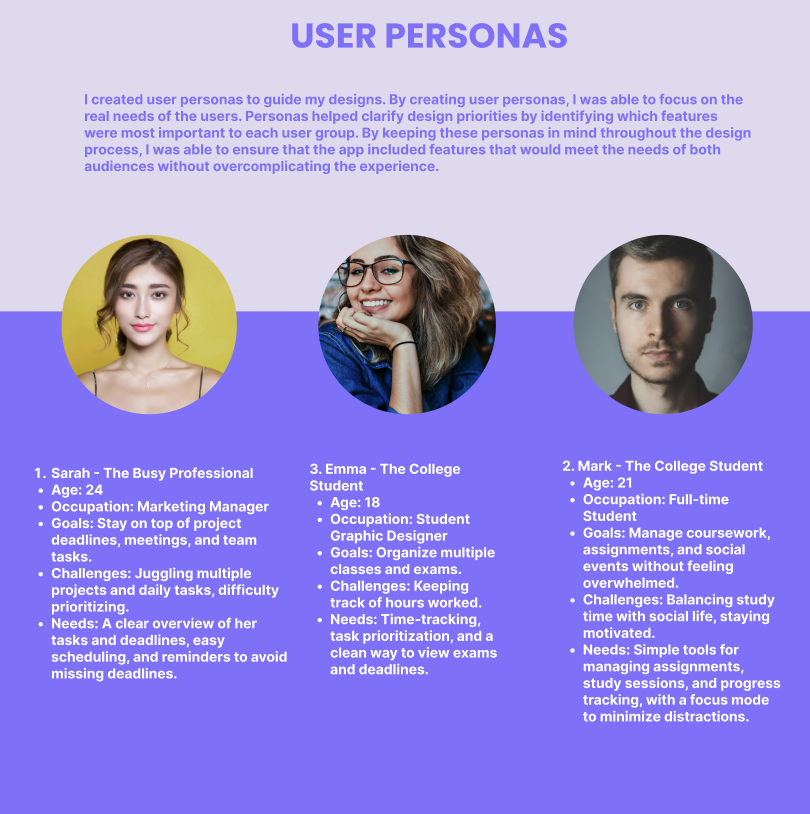 USER PERSONAS
I created user personas to guide my designs. By creating user personas, I was able to focus on the
real needs of the users. Personas helped clarify design priorities by identifying which features
were most important to each user group. By keeping these personas in mind throughout the design
process, I was able to ensure that the app included features that would meet the needs of both
audiences without overcomplicating the experience.
1. Sarah - The Busy Professional
• Age: 24
• Occupation: Marketing Manager
• Goals: Stay on top of project
deadlines, meetings, and team
tasks.
• Challenges: Juggling multiple
projects and daily tasks, difficulty
prioritizing.
• Needs: A clear overview of her
tasks and deadlines, easy
scheduling, and reminders to avoid
missing deadlines.
3. Emma - The College
Student
• Age: 18
• Occupation: Student
Graphic Designer
• Goals: Organize multiple
classes and exams.
• Challenges: Keeping
track of hours worked.
• Needs: Time-tracking,
task prioritization, and a
clean way to view exams
and deadlines.
2. Mark - The College Student
• Age: 21
• Occupation: Full-time
Student
• Goals: Manage coursework,
assignments, and social
events without feeling
overwhelmed.
• Challenges: Balancing study
time with social life, staying
motivated.
• Needs: Simple tools for
managing assignments,
study sessions, and progress
tracking, with a focus mode
to minimize distractions.